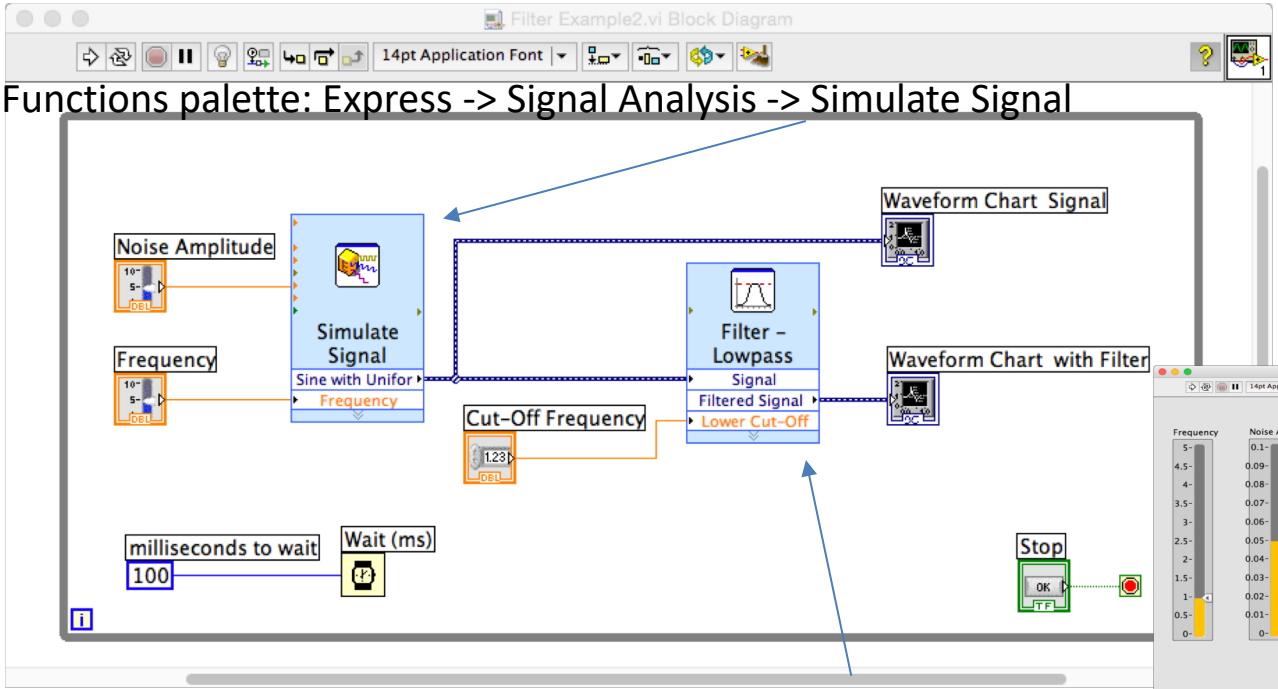 Filter Example2.vi Block Diagram
14pt Application Font
1
Functions palette: Express -> Signal Analysis -> Simulate Signal
Waveform Chart  Signal
Noise Amplitude
10-
5-
DBL
Simulate
Signal
Sine with Unifor
Frequency
Filter –
Lowpass
Signal
Filtered Signal
Lower Cut-Off
Frequency
10-
5-
DBL
Waveform Chart  with Filter
Cut-Off Frequency
1.23
DBL
milliseconds to wait
100
Wait (ms)
Stop
OK
TF
i
14pt App
Frequency
5-
4.5-
4-
3.5-
3-
2.5-
2-
1.5-
1-
0.5-
0-
Noise A
0.1-
0.09-
0.08-
0.07-
0.06-
0.05-
0.04-
0.03-
0.02-
0.01-
0-